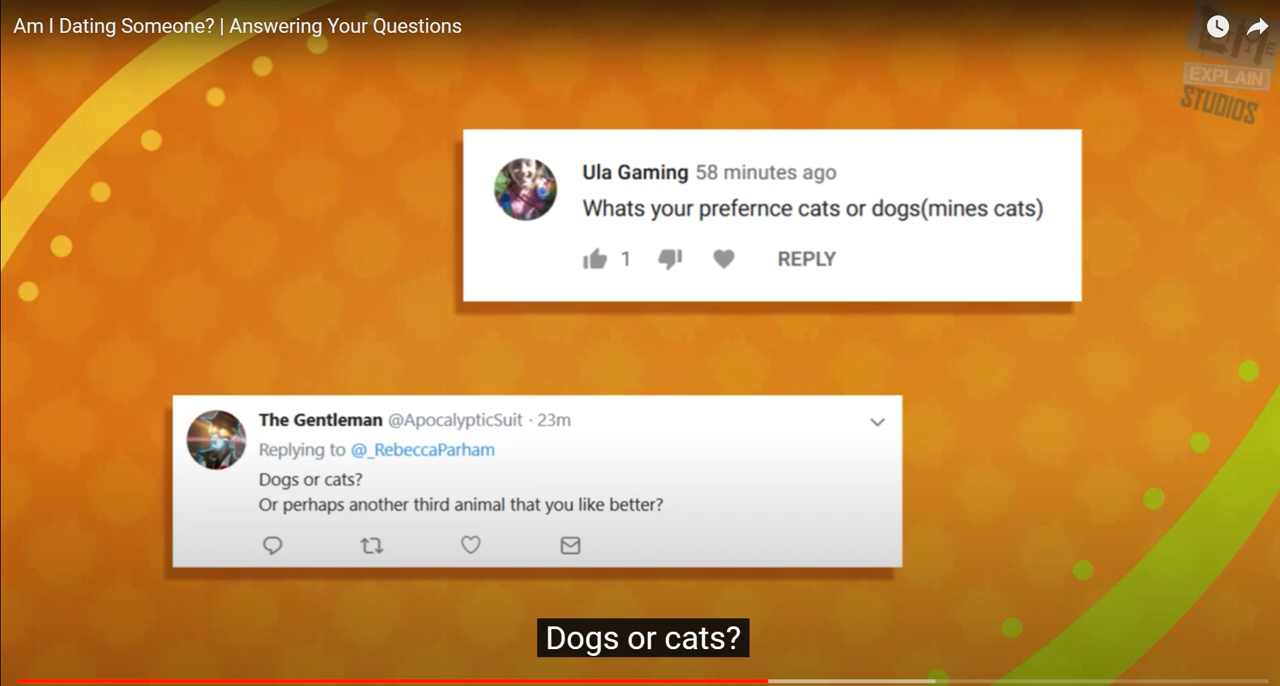 Am I Dating Someone? | Answering Your Questions
EXPLAIN
STUDIOS
Ula Gaming 58 minutes ago
Whats your prefernce cats or dogs(mines cats)
1 REPLY
The Gentleman @ApocalypticSuit · 23m
Replying to @_RebeccaParham
Dogs or cats?
Or perhaps another third animal that you like better?
Dogs or cats?